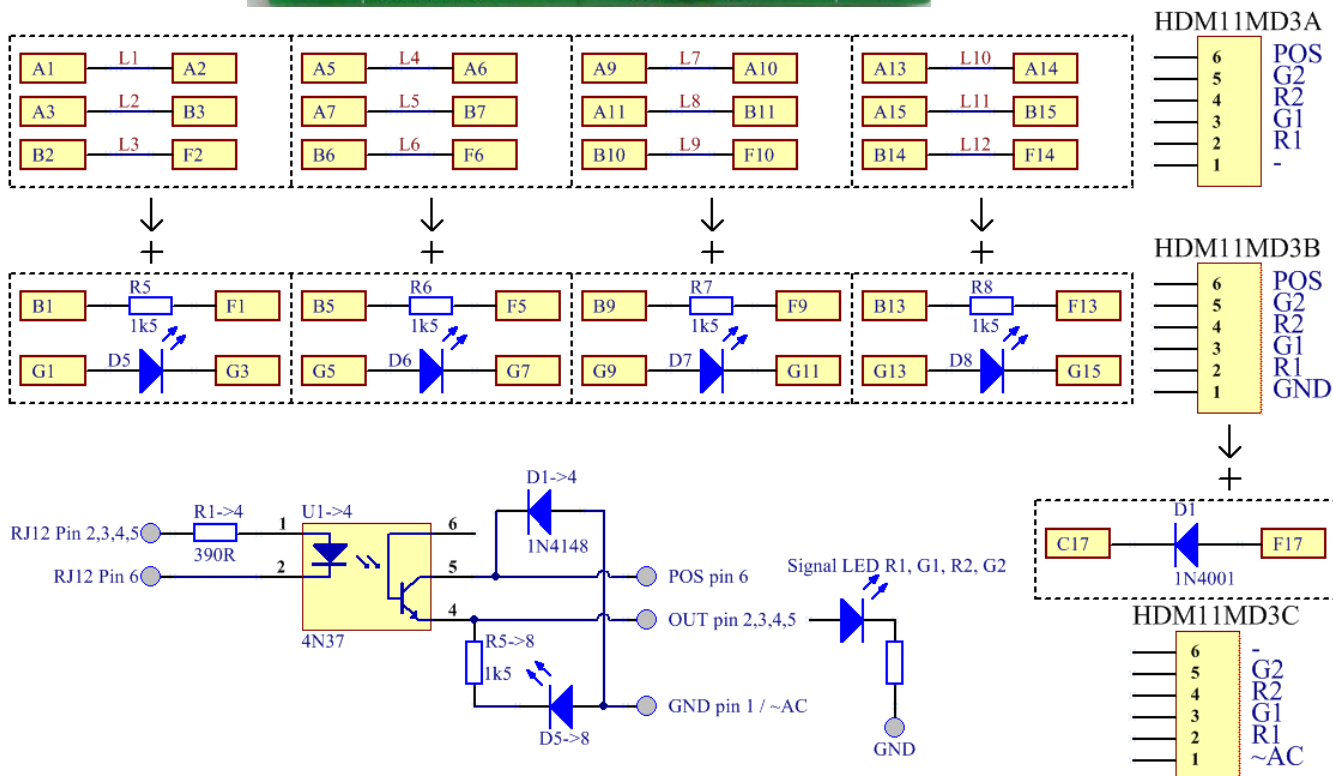 HDM11MD3A
A1 L1 A2
A5 L4 A6
A9 L7 A10
A13 L10 A14
A3 L2 B3
A7 L5 B7
A11 L8 B11
A15 L11 B15
B2 L3 F2
B6 L6 F6
B10 L9 F10
B14 L12 F14
6 POS
5 G2
4 R2
3 G1
2 R1
1 -
+
+
+
+
HDM11MD3B
B1 R5 F1
1k5
B5 R6 F5
1k5
B9 R7 F9
1k5
B13 R8 F13
1k5
G1 D5 G3
G5 D6 G7
G9 D7 G11
G13 D8 G15
6 POS
5 G2
4 R2
3 G1
2 R1
1 GND
+
D1
C17 F17
1N4001
R1->4
U1->4
D1->4
RJ12 Pin 2,3,4,5
390R
1
6
1N4148
RJ12 Pin 6
2
5
POS pin 6
4
OUT pin 2,3,4,5
4N37
R5->8
1k5
D5->8
GND pin 1 / ~AC
Signal LED R1, G1, R2, G2
GND
HDM11MD3C
6 -
5 G2
4 R2
3 G1
2 R1
1 ~AC